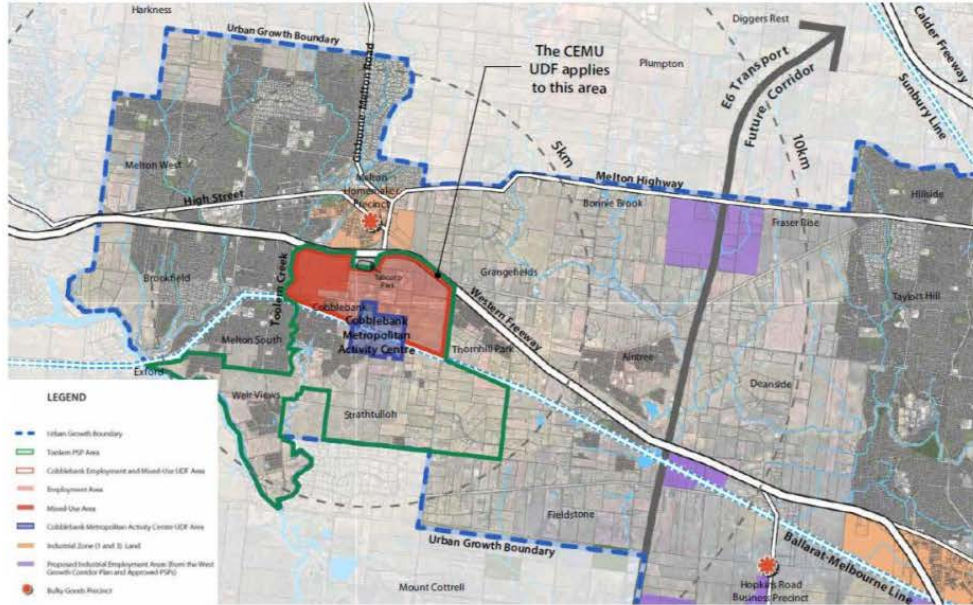 Harkness
Urban Growth Boundary
Gisborne-Melton Road
The CEMU
UDF applies
to this area
Diggers Rest
Plumpton
Calder Freeway
Sunbury Line
E6 Transport
Future Corridor
5km
10km
Melton West
High Street
Melton
Homemaker
Precinct
Melton Highway
Bonnie Brook
Hillside
Fraser Rise
Brookfield
Toolern Creek
Grangefields
Taylors Hill
Cobblebank
Cobblebank
Metropolitan
Activity Centre
Western Freeway
Melton South
Thornhill Park
Aintree
Exford
Deanside
Weir Views
Strathtulloh
Fieldstone
Urban Growth Boundary
Ballarat-Melbourne Line
Mount Cottrell
Hopkins Road
Business Precinct
LEGEND
Urban Growth Boundary
Toolern PSP Area
Cobblebank Employment and Mixed-Use UDF Area
Employment Area
Mixed-Use Area
Cobblebank Metropolitan Activity Centre UDF Area
Industrial Zone (1 and 3) Land
Proposed Industrial Employment Areas (from the West
Growth Corridor Plan and Approved PSPs)
Bulky Goods Precinct